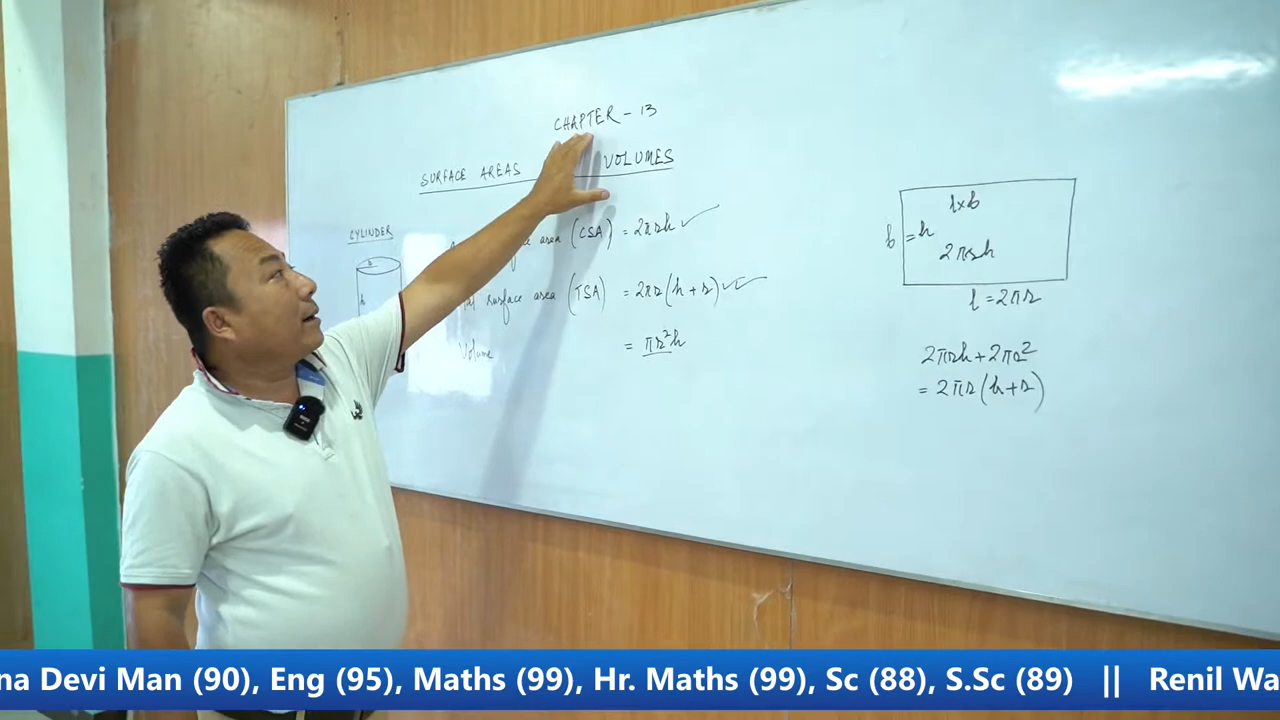 CHAPTER - 13
SURFACE AREAS VOLUMES
CYLINDER
r
h
area (CSA) = 2πrh ✓
surface area (TSA) = 2πr(h+r) ✓✓
Volume = πr²h
l×b
b = h
2πrh
l = 2πr
2πrh + 2πr²
= 2πr(h+r)
na Devi Man (90), Eng (95), Maths (99), Hr. Maths (99), Sc (88), S.Sc (89) || Renil Wa